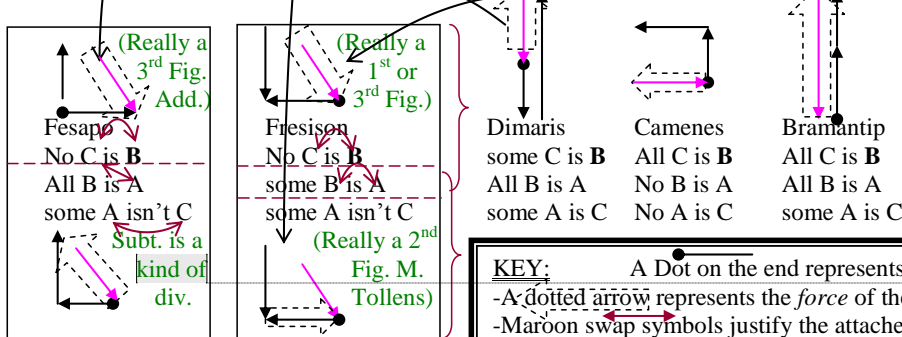 (Really a
3rd Fig.
Add.)
Fesapo
No C is B
All B is A
some A isn't C
Subt. is a
kind of
div.
(Really a
1st or
3rd Fig.)
Fresison
No C is B
some B is A
some A isn't C
(Really a 2nd
Fig. M.
Tollens)
Dimaris
some C is B
All B is A
some A is C
Camenes
All C is B
No B is A
No A is C
Bramantip
All C is B
All B is A
some A is C
KEY: A Dot on the end represents
-A dotted arrow represents the force of the
-Maroon swap symbols justify the attache